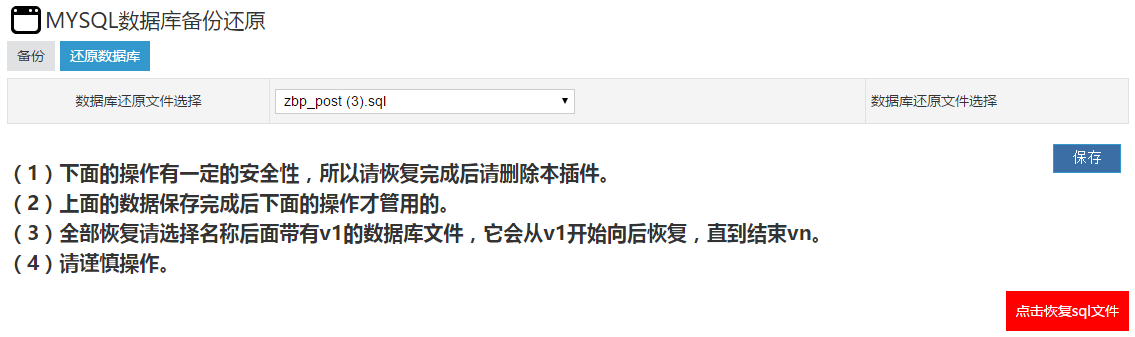 MYSQL数据库备份还原
备份 还原数据库
数据库还原文件选择 zbp_post (3).sql 数据库还原文件选择
保存
（1）下面的操作有一定的安全性，所以请恢复完成后请删除本插件。
（2）上面的数据保存完成后下面的操作才管用的。
（3）全部恢复请选择名称后面带有v1的数据库文件，它会从v1开始向后恢复，直到结束vn。
（4）请谨慎操作。
点击恢复sql文件